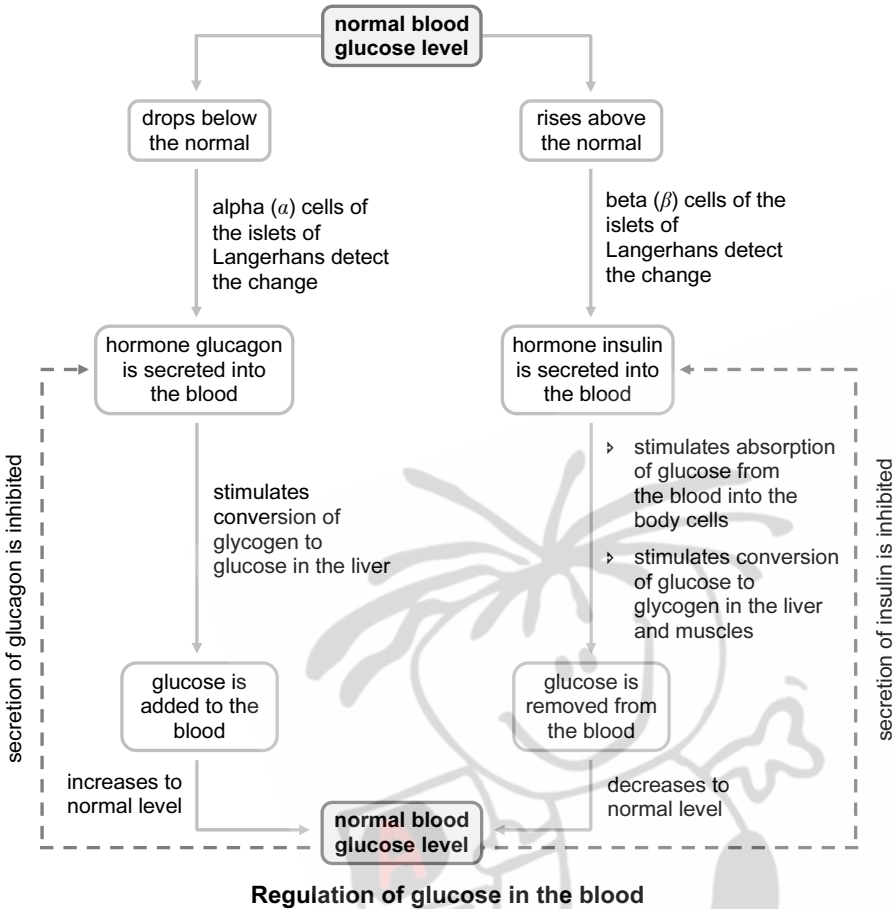 normal blood
glucose level
drops below
the normal
rises above
the normal
alpha (α) cells of
the islets of
Langerhans detect
the change
beta (β) cells of the
islets of
Langerhans detect
the change
hormone glucagon
is secreted into
the blood
hormone insulin
is secreted into
the blood
secretion of glucagon is inhibited
stimulates
conversion of
glycogen to
glucose in the liver
stimulates absorption
of glucose from
the blood into the
body cells
stimulates conversion
of glucose to
glycogen in the liver
and muscles
secretion of insulin is inhibited
glucose is
added to the
blood
glucose is
removed from
the blood
increases to
normal level
decreases to
normal level
normal blood
glucose level
A
Regulation of glucose in the blood